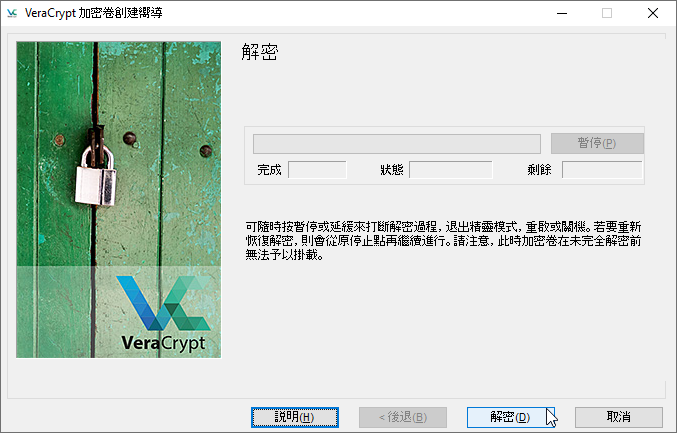 VeraCrypt 加密卷創建嚮導
解密
暫停(P)
完成
狀態
剩餘
可隨時按暫停或延緩來打斷解密過程, 退出精靈模式, 重啟或關機。若要重新
恢復解密, 則會從原停止點再繼續進行。請注意, 此時加密卷在未完全解密前
無法予以掛載。
VeraCrypt
說明(H)
< 後退(B)
解密(D)
取消